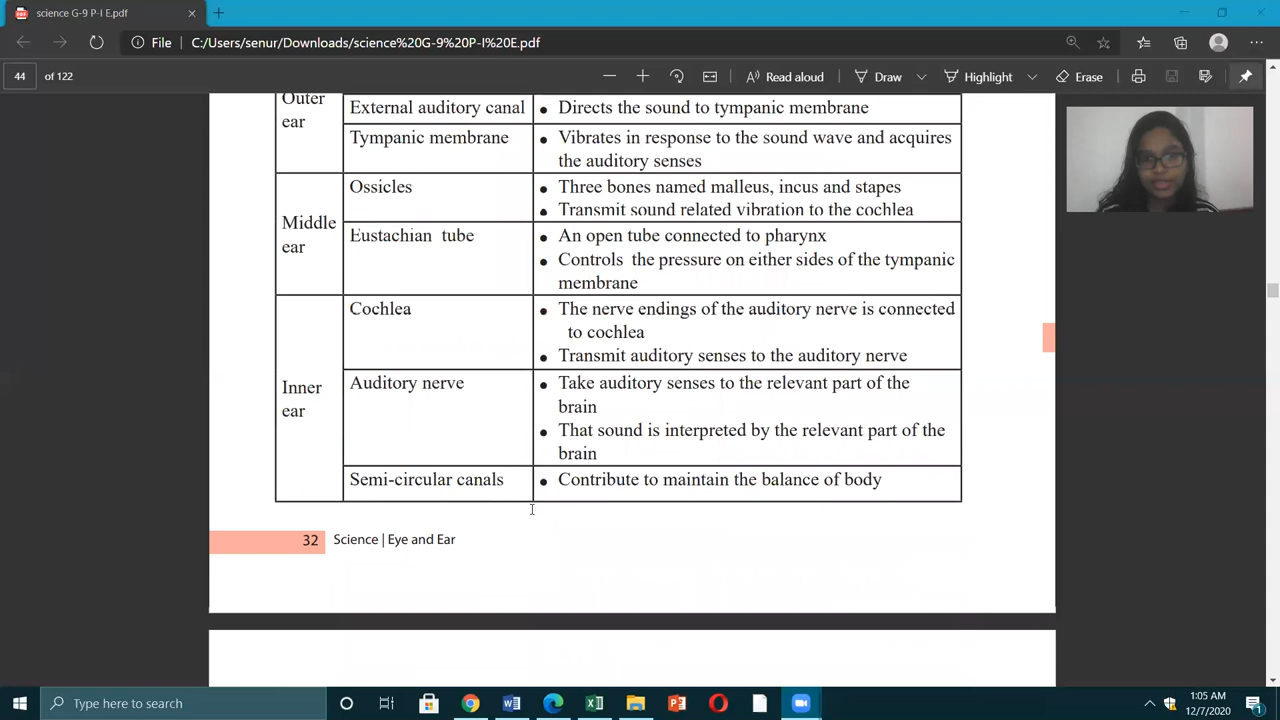 science G-9 P-I E.pdf
File C:/Users/senur/Downloads/science%20G-9%20P-I%20E.pdf
44 of 122
Read aloud Draw Highlight Erase
Outer
ear
External auditory canal
• Directs the sound to tympanic membrane
Tympanic membrane
• Vibrates in response to the sound wave and acquires
the auditory senses
Middle
ear
Ossicles
• Three bones named malleus, incus and stapes
• Transmit sound related vibration to the cochlea
Eustachian tube
• An open tube connected to pharynx
• Controls the pressure on either sides of the tympanic
membrane
Inner
ear
Cochlea
• The nerve endings of the auditory nerve is connected
to cochlea
• Transmit auditory senses to the auditory nerve
Auditory nerve
• Take auditory senses to the relevant part of the
brain
• That sound is interpreted by the relevant part of the
brain
Semi-circular canals
• Contribute to maintain the balance of body
32 Science | Eye and Ear
Type here to search
1:05 AM
12/7/2020